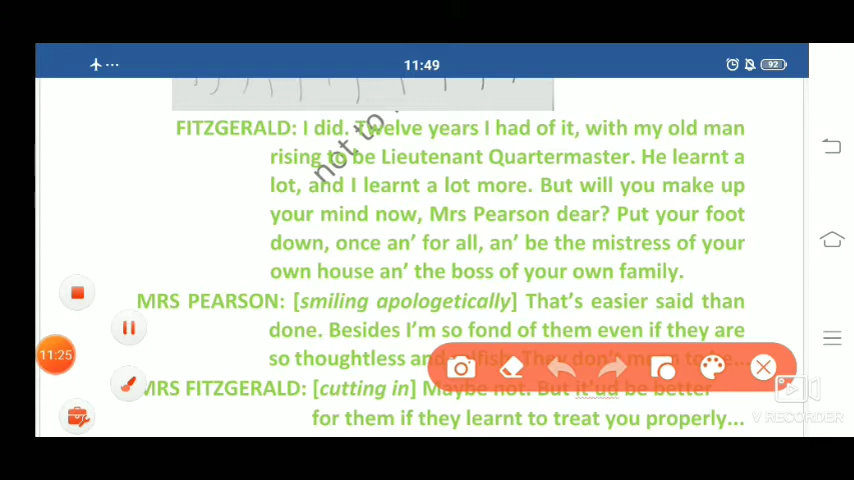 11:49
92
not to
FITZGERALD: I did. Twelve years I had of it, with my old man
rising to be Lieutenant Quartermaster. He learnt a
lot, and I learnt a lot more. But will you make up
your mind now, Mrs Pearson dear? Put your foot
down, once an' for all, an' be the mistress of your
own house an' the boss of your own family.
MRS PEARSON: [smiling apologetically] That's easier said than
done. Besides I'm so fond of them even if they are
11:25
so thoughtless and
MRS FITZGERALD: [cutting in] Maybe not. But it'ud be better
V RECORDER
for them if they learnt to treat you properly...